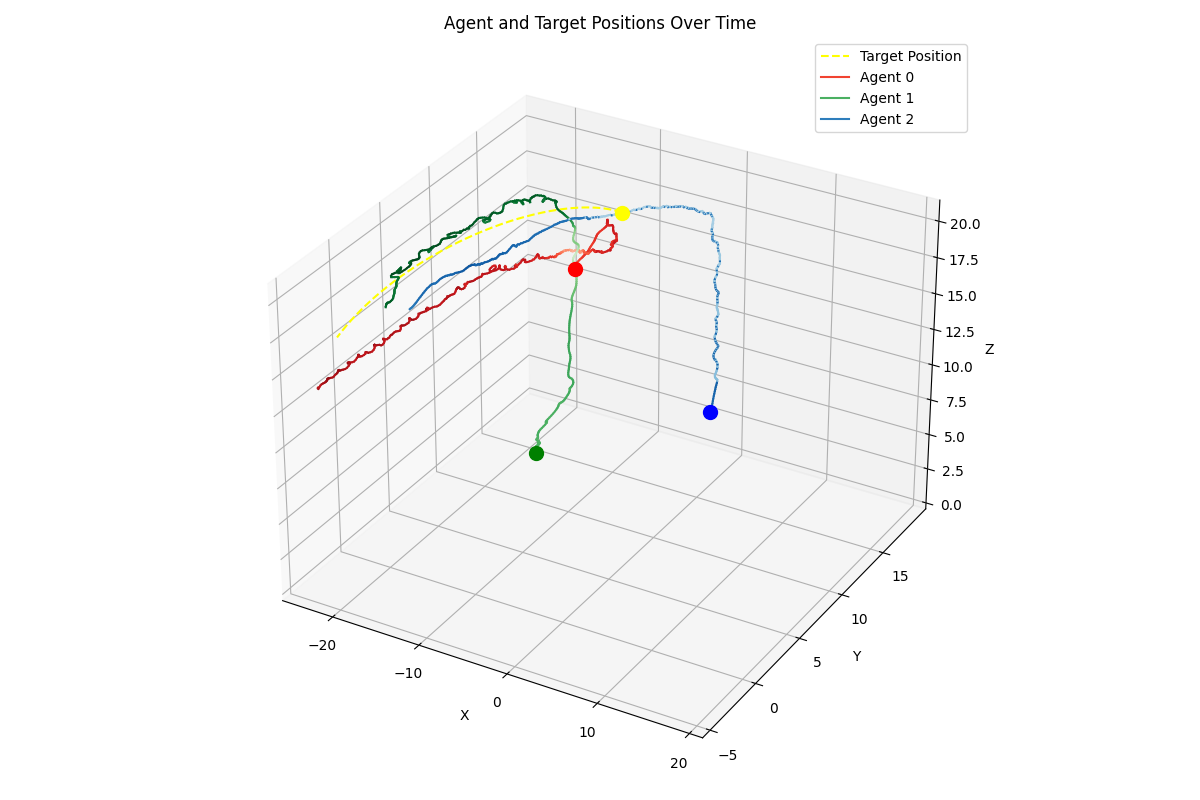 Agent and Target Positions Over Time
Target Position
Agent 0
Agent 1
Agent 2
20.0
17.5
15.0
12.5
10.0
7.5
5.0
2.5
0.0
Z
15
10
5
0
−5
Y
−20
−10
0
10
20
X